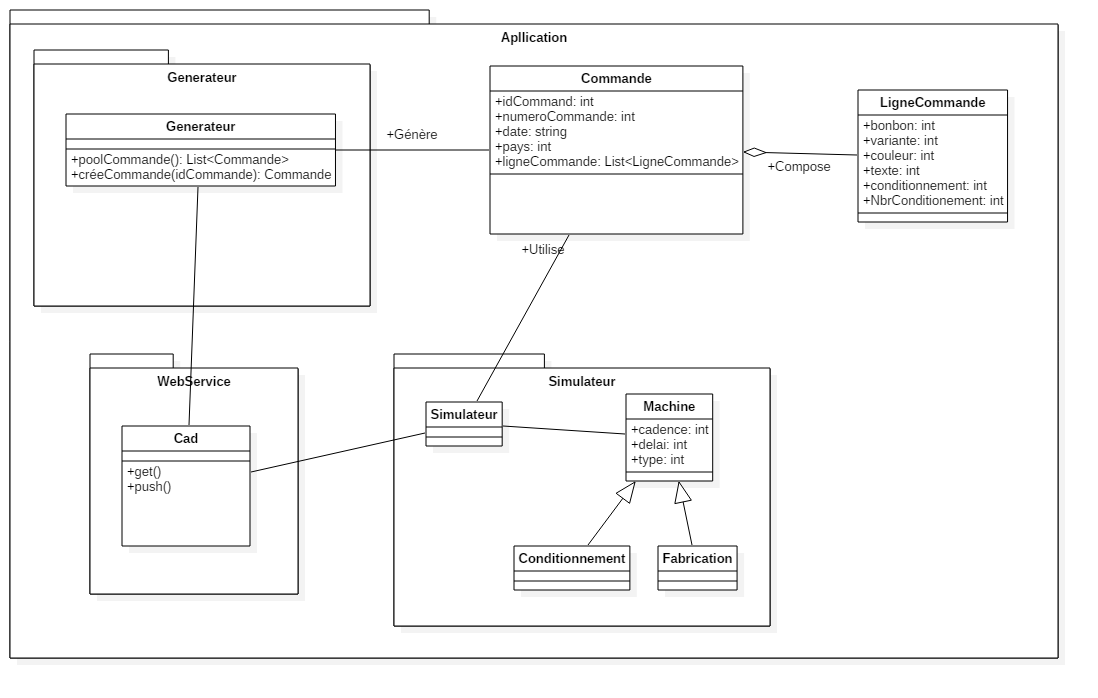 Apllication
Generateur
Generateur
+poolCommande(): List<Commande>
+créeCommande(idCommande): Commande
+Génère
Commande
+idCommand: int
+numeroCommande: int
+date: string
+pays: int
+ligneCommande: List<LigneCommande>
+Compose
LigneCommande
+bonbon: int
+variante: int
+couleur: int
+texte: int
+conditionnement: int
+NbrConditionement: int
+Utilise
WebService
Cad
+get()
+push()
Simulateur
Simulateur
Machine
+cadence: int
+delai: int
+type: int
Conditionnement
Fabrication